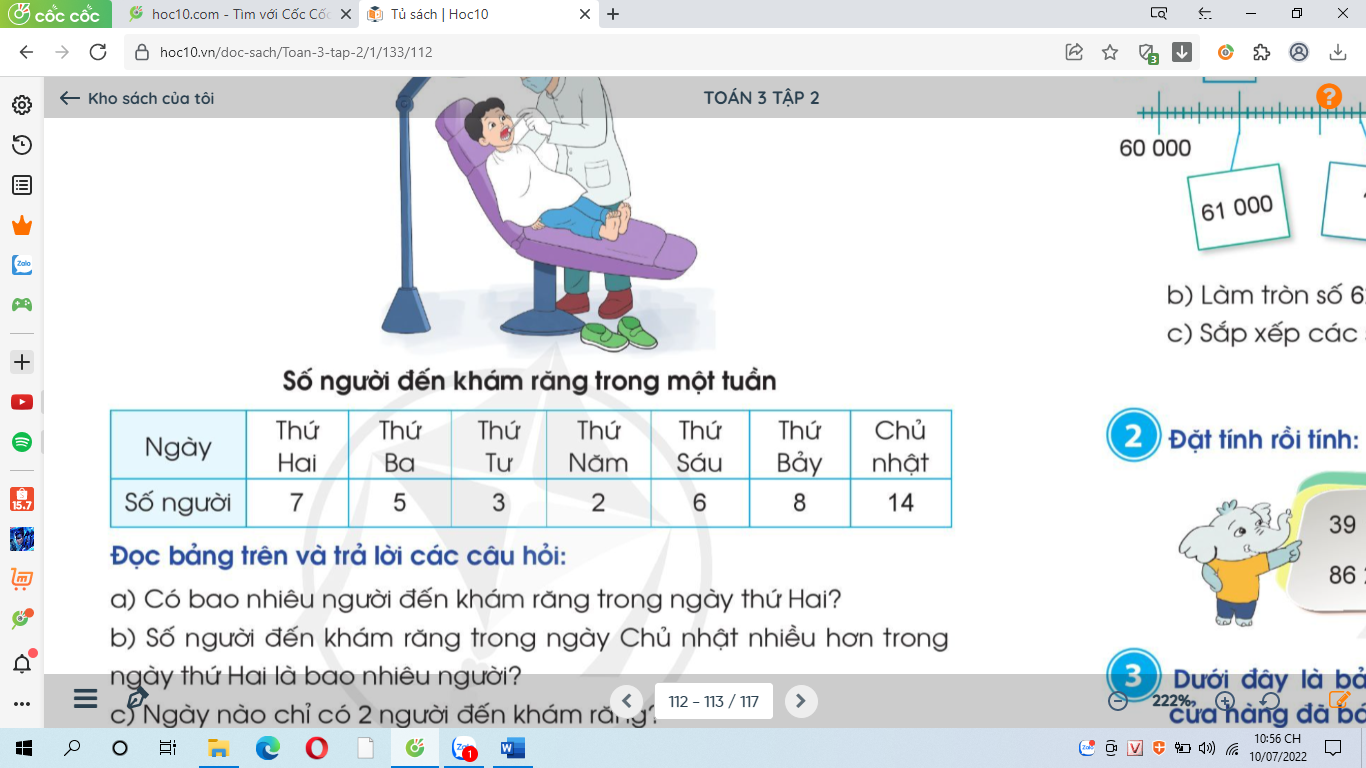 cốc cốc
hoc10.com - Tìm với Cốc Cốc
Tủ sách | Hoc10
hoc10.vn/doc-sach/Toan-3-tap-2/1/133/112
3
Kho sách của tôi
TOÁN 3 TẬP 2
?
60 000
61 000
b) Làm tròn số 6
c) Sắp xếp các
Số người đến khám răng trong một tuần
Ngày Thứ Hai Thứ Ba Thứ Tư Thứ Năm Thứ Sáu Thứ Bảy Chủ nhật
Số người 7 5 3 2 6 8 14
2 Đặt tính rồi tính:
39
86
Đọc bảng trên và trả lời các câu hỏi:
a) Có bao nhiêu người đến khám răng trong ngày thứ Hai?
b) Số người đến khám răng trong ngày Chủ nhật nhiều hơn trong
ngày thứ Hai là bao nhiêu người?
c) Ngày nào chỉ có 2 người đến khám răng?
3 Dưới đây là
cửa hàng đã
112 - 113 / 117
222%
Zalo
15.7
1
10:56 CH
10/07/2022